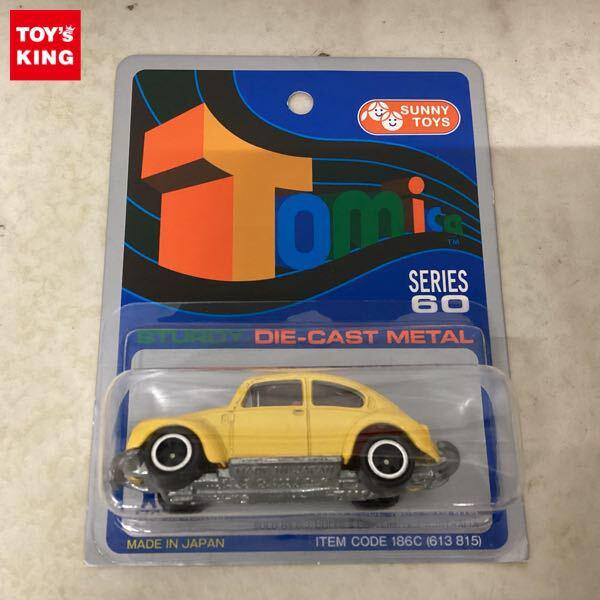 TOY'S
KING
SUNNY
TOYS
Tomica
TM
SERIES
60
STURDY DIE-CAST METAL
MADE IN JAPAN
ITEM CODE 186C (613 815)